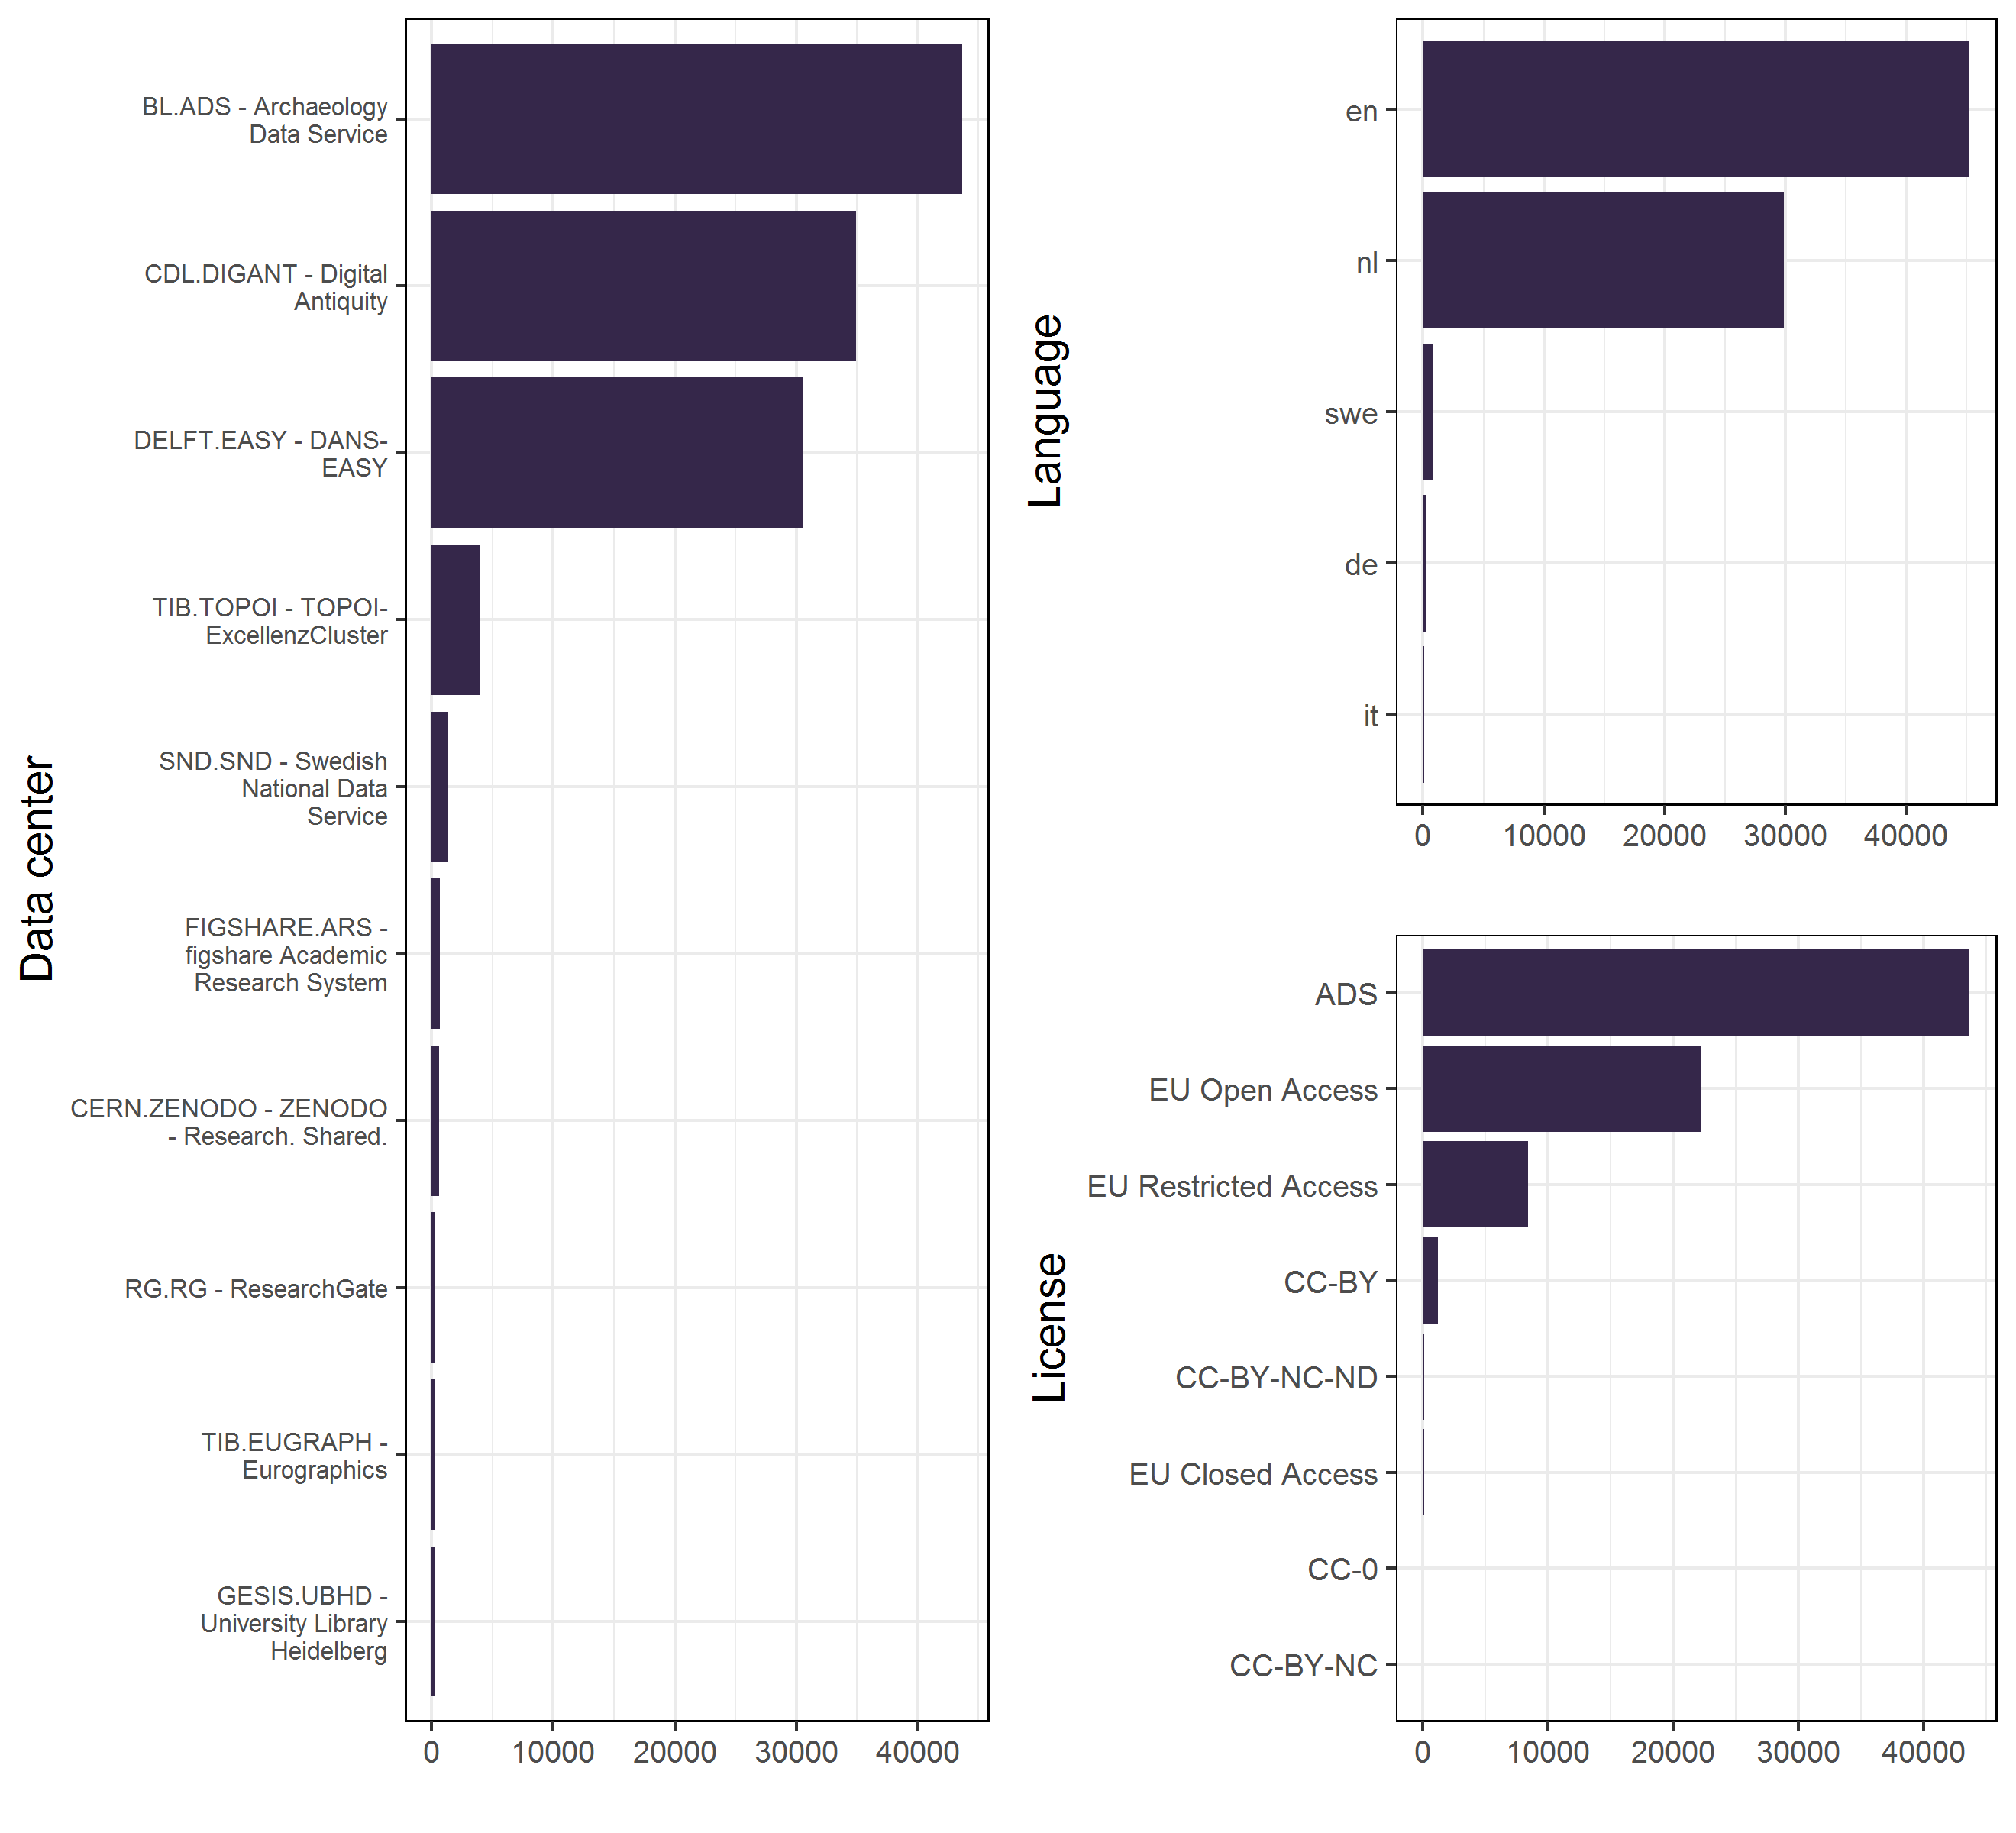 Data center
BL.ADS - Archaeology
Data Service
CDL.DIGANT - Digital
Antiquity
DELFT.EASY - DANS-
EASY
TIB.TOPOI - TOPOI-
ExcellenzCluster
SND.SND - Swedish
National Data
Service
FIGSHARE.ARS -
figshare Academic
Research System
CERN.ZENODO - ZENODO
- Research. Shared.
RG.RG - ResearchGate
TIB.EUGRAPH -
Eurographics
GESIS.UBHD -
University Library
Heidelberg
0 10000 20000 30000 40000
Language
en
nl
swe
de
it
0 10000 20000 30000 40000
License
ADS
EU Open Access
EU Restricted Access
CC-BY
CC-BY-NC-ND
EU Closed Access
CC-0
CC-BY-NC
0 10000 20000 30000 40000